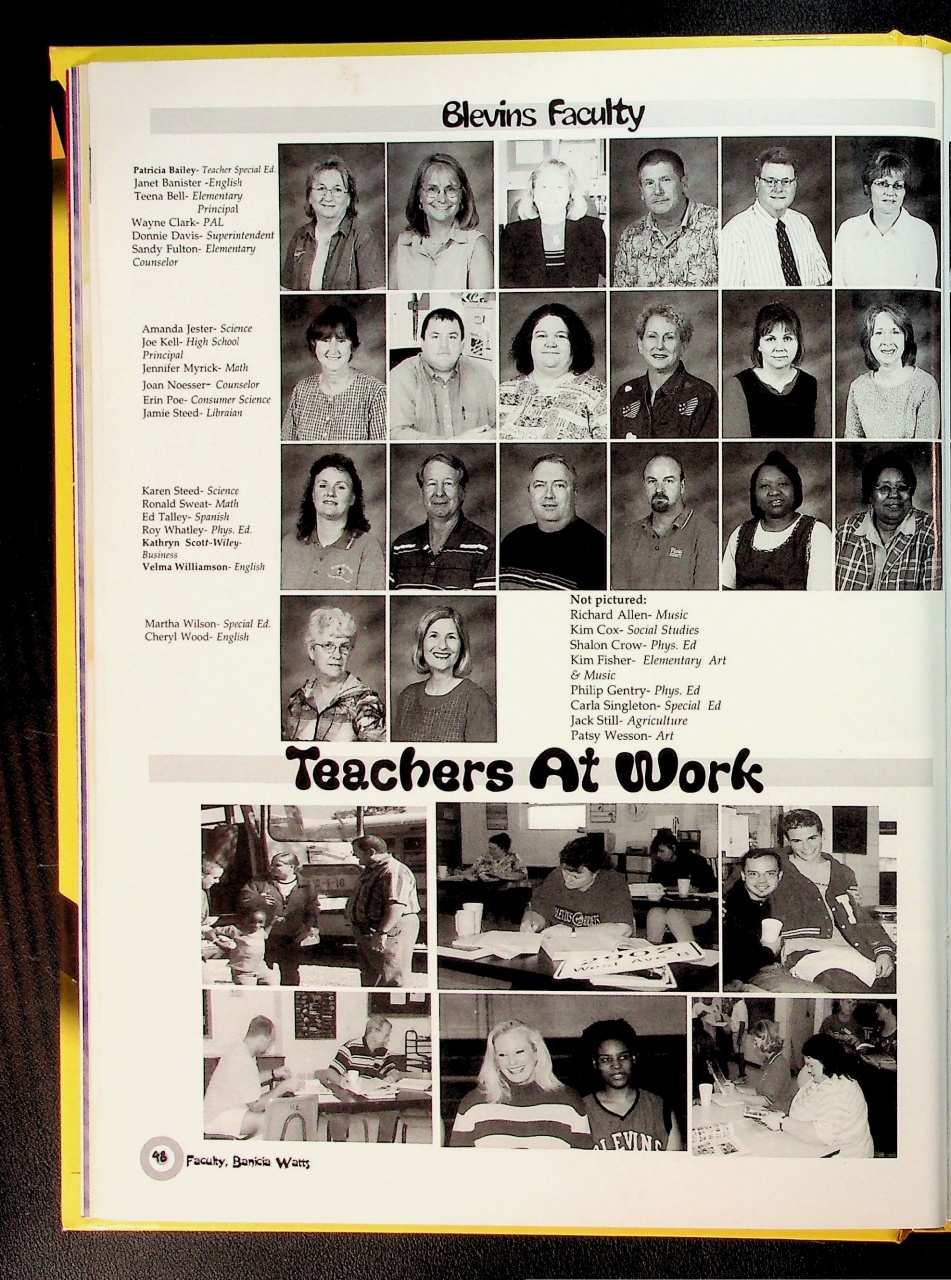 Blevins Faculty
Patricia Bailey- Teacher Special Ed.
Janet Banister -English
Teena Bell- Elementary
Principal
Wayne Clark- PAL
Donnie Davis- Superintendent
Sandy Fulton- Elementary
Counselor
Amanda Jester- Science
Joe Kell- High School
Principal
Jennifer Myrick- Math
Joan Noesser- Counselor
Erin Poe- Consumer Science
Jamie Steed- Libraian
Karen Steed- Science
Ronald Sweat- Math
Ed Talley- Spanish
Roy Whatley- Phys. Ed.
Kathryn Scott-Wiley-
Business
Velma Williamson- English
Martha Wilson- Special Ed.
Cheryl Wood- English
Not pictured:
Richard Allen- Music
Kim Cox- Social Studies
Shalon Crow- Phys. Ed
Kim Fisher- Elementary Art
& Music
Philip Gentry- Phys. Ed
Carla Singleton- Special Ed
Jack Still- Agriculture
Patsy Wesson- Art
Teachers At Work
2002
BLEVINS
48
Faculty, Banicia Watts